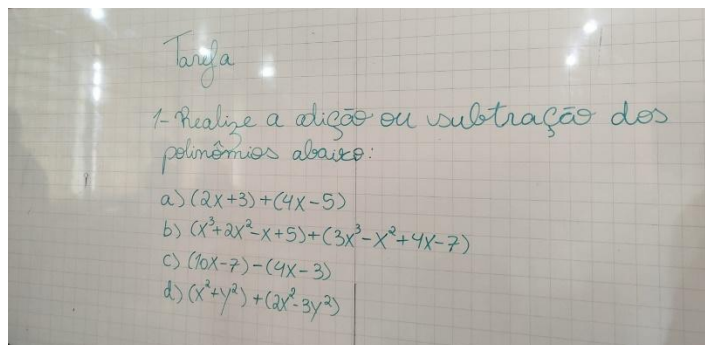 Tarefa
1- Realize a adição ou subtração dos
polinômios abaixo:
a) (2x+3)+(4x-5)
b) (x³+2x²-x+5)+(3x³-x²+4x-7)
c) (10x-7)-(4x-3)
d) (x²+y²)+(2x²-3y²)